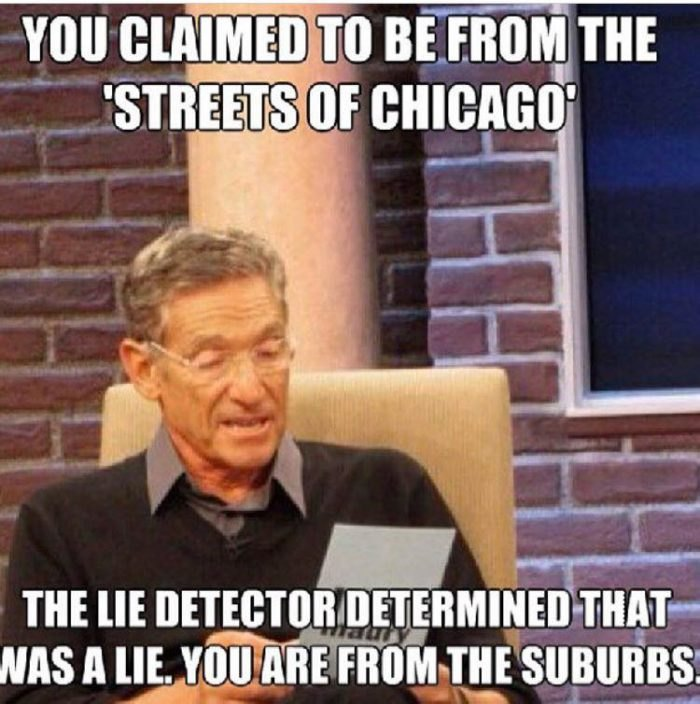 YOU CLAIMED TO BE FROM THE
'STREETS OF CHICAGO'
maury
THE LIE DETECTOR DETERMINED THAT
WAS A LIE. YOU ARE FROM THE SUBURBS.